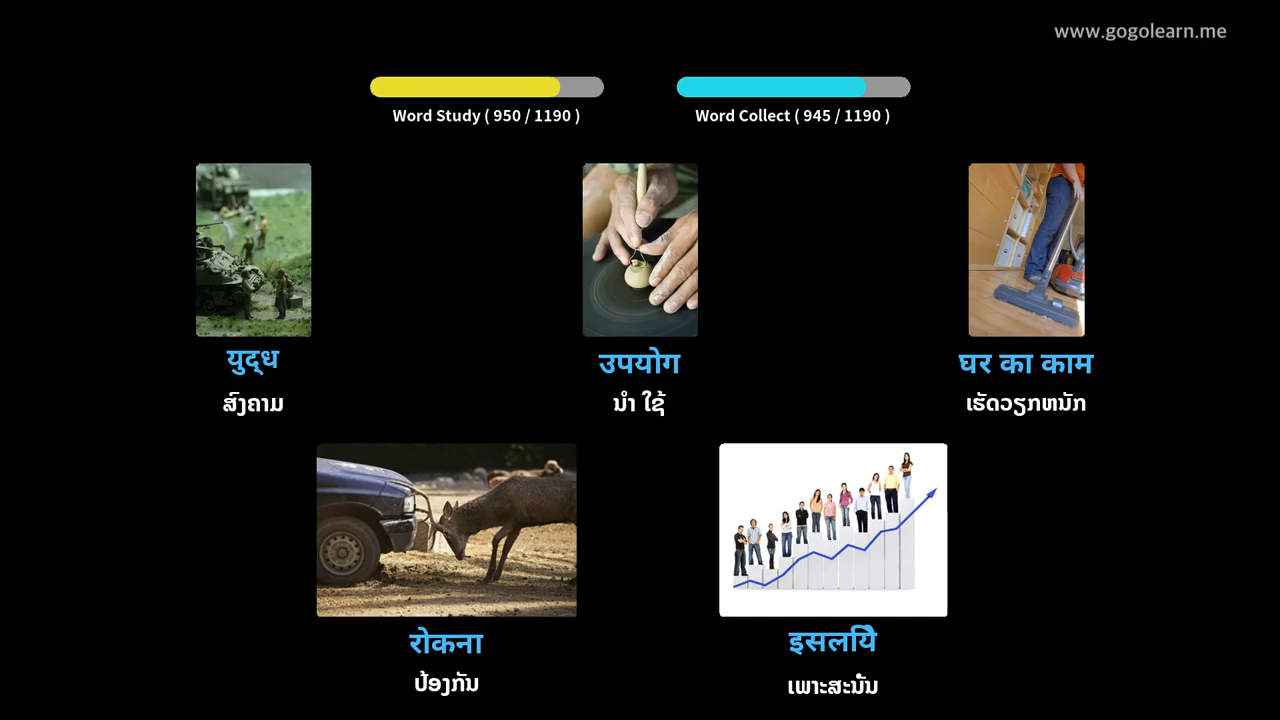 www.gogolearn.me
Word Study ( 950 / 1190 )
Word Collect ( 945 / 1190 )
युद्ध
उपयोग
घर का काम
ສົງຄາມ
ນຳ ໃຊ້
ເຮັດວຽກຫນັກ
रोकना
इसलिये
ປ້ອງກັນ
ເພາະສະນັ້ນ